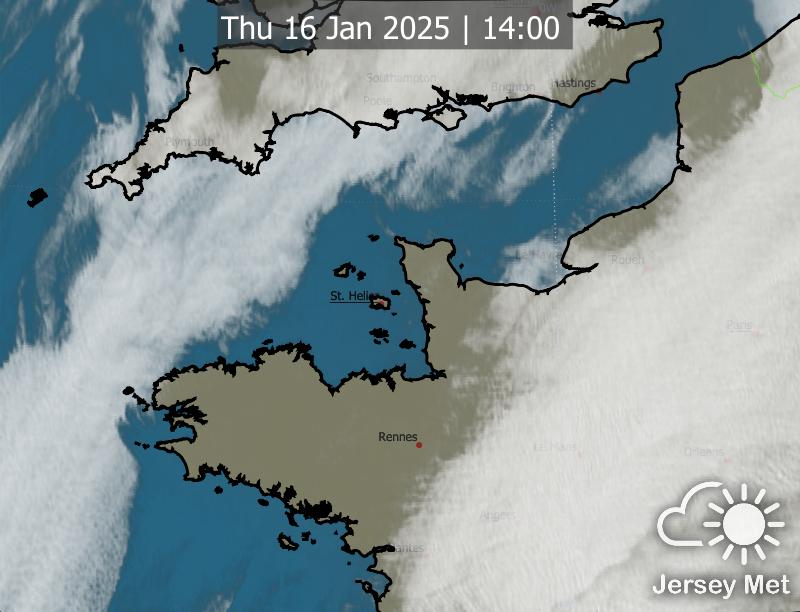 Thu 16 Jan 2025 | 14:00
Southampton
Brighton
Hastings
Poole
Plymouth
Rouen
St. Helier
Paris
Rennes
Le Mans
Orleans
Angers
Nantes
Jersey Met